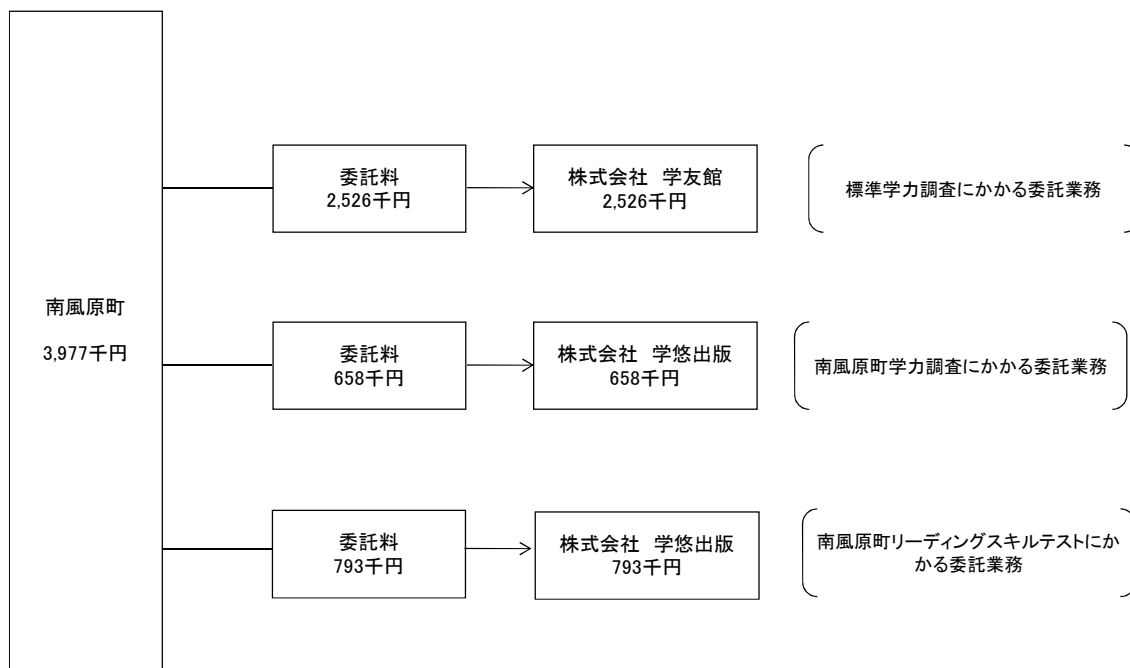 南風原町
3,977千円
委託料
2,526千円
株式会社 学友館
2,526千円
標準学力調査にかかる委託業務
委託料
658千円
株式会社 学悠出版
658千円
南風原町学力調査にかかる委託業務
委託料
793千円
株式会社 学悠出版
793千円
南風原町リーディングスキルテストにか
かる委託業務